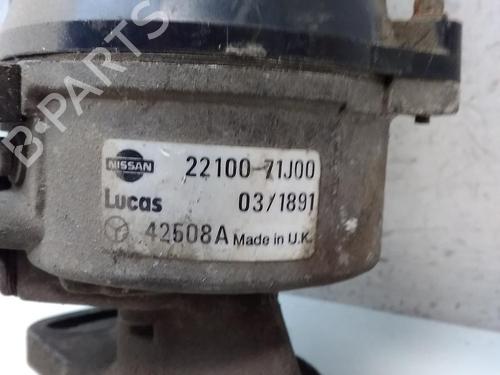 B-PARTS
NISSAN 22100-71J00
Lucas 03/1891
42508A Made in U.K.